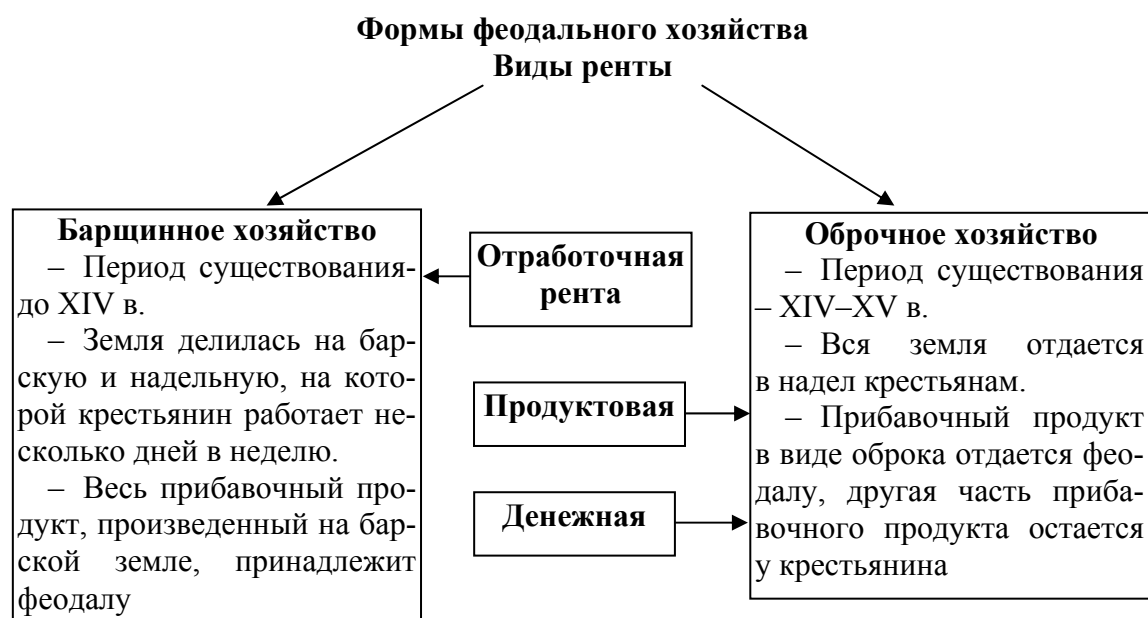 Формы феодального хозяйства
Виды ренты
Барщинное хозяйство
– Период существования-
до XIV в.
– Земля делилась на бар-
скую и надельную, на кото-
рой крестьянин работает не-
сколько дней в неделю.
– Весь прибавочный про-
дукт, произведенный на бар-
ской земле, принадлежит
феодалу
Отработочная
рента
Продуктовая
Денежная
Оброчное хозяйство
– Период существования
– XIV–XV в.
– Вся земля отдается
в надел крестьянам.
– Прибавочный продукт
в виде оброка отдается фео-
далу, другая часть приба-
вочного продукта остается
у крестьянина